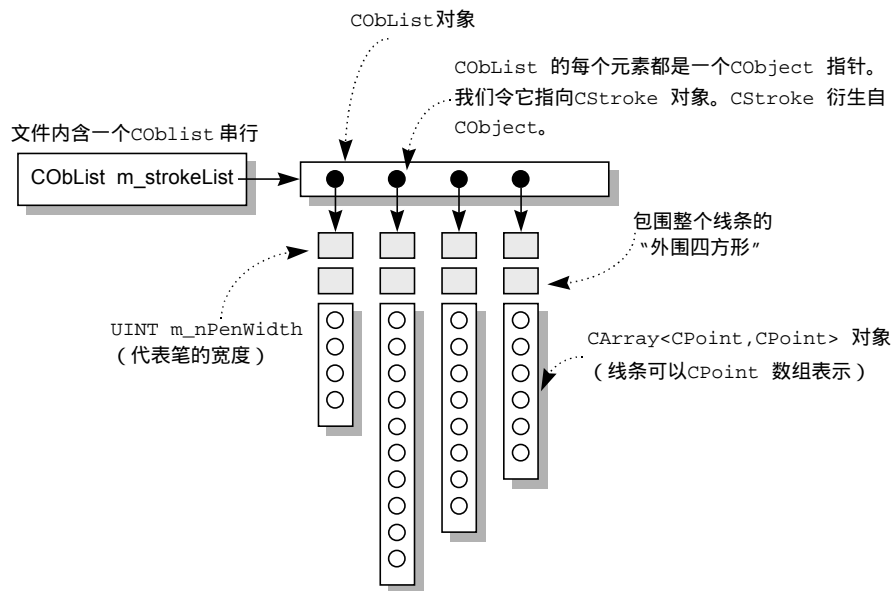 CObList对象
CObList 的每个元素都是一个CObject 指针。
我们令它指向CStroke 对象。CStroke 衍生自
CObject。
文件内含一个COblist 串行
CObList m_strokeList
包围整个线条的
“外围四方形”
UINT m_nPenWidth
（代表笔的宽度）
CArray<CPoint,CPoint> 对象
（线条可以CPoint 数组表示）